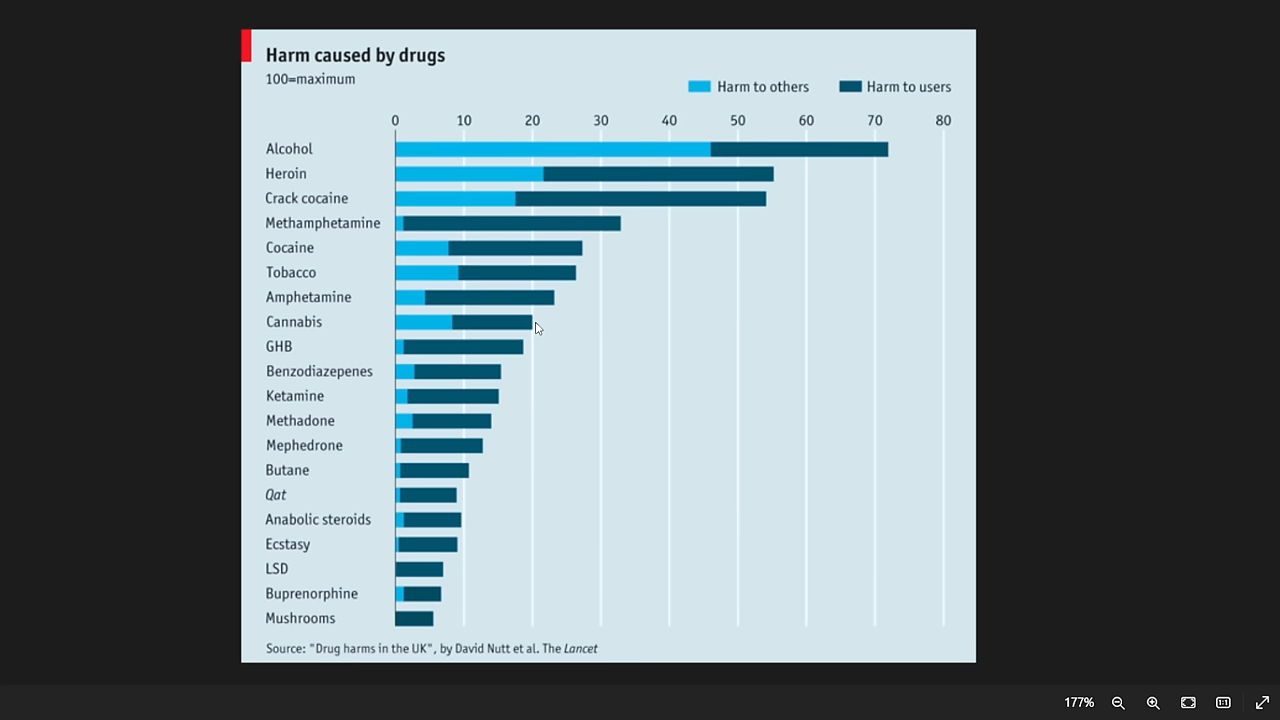 Harm caused by drugs
100=maximum
Harm to others Harm to users
0 10 20 30 40 50 60 70 80
Alcohol
Heroin
Crack cocaine
Methamphetamine
Cocaine
Tobacco
Amphetamine
Cannabis
GHB
Benzodiazepenes
Ketamine
Methadone
Mephedrone
Butane
Qat
Anabolic steroids
Ecstasy
LSD
Buprenorphine
Mushrooms
Source: "Drug harms in the UK", by David Nutt et al. The Lancet
177% 1:1